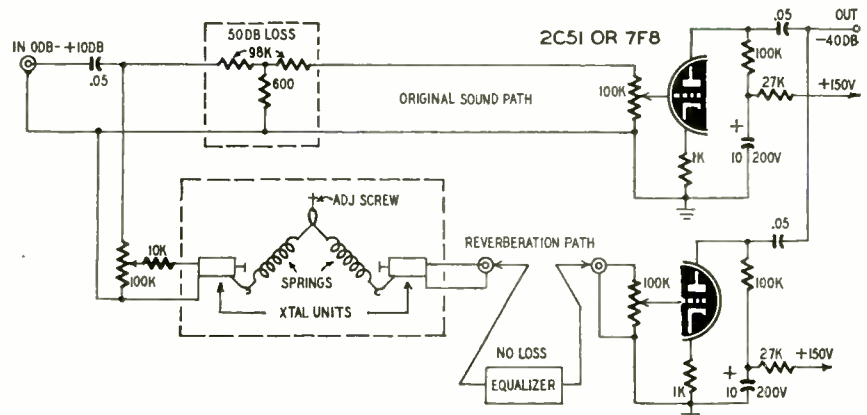 IN 0DB-+10DB
.05
50DB LOSS
98K
600
ORIGINAL SOUND PATH
2C51 OR 7F8
100K
1K
.05
100K
27K
+150V
+
10 200V
OUT
-40DB
ADJ SCREW
10K
100K
SPRINGS
XTAL UNITS
REVERBERATION PATH
NO LOSS
EQUALIZER
100K
1K
.05
100K
27K +150V
+
10 200V